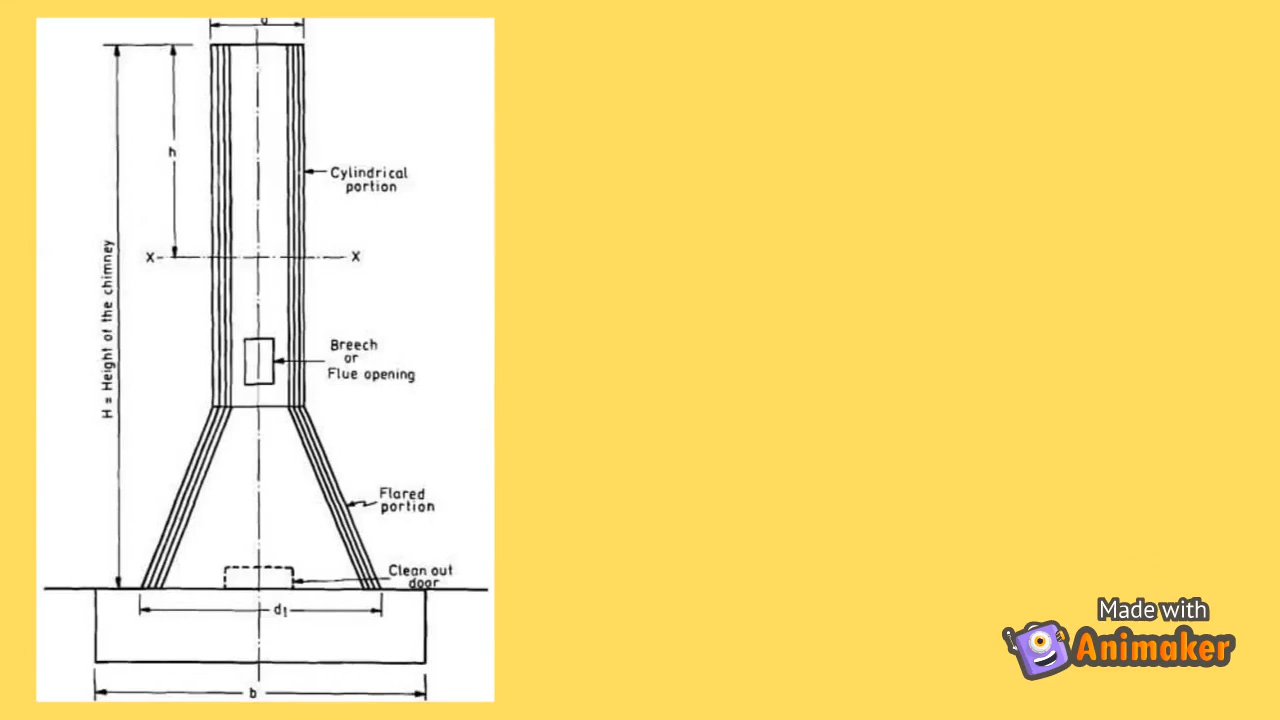 h
Cylindrical
portion
X
X
H = Height of the chimney
Breech
or
Flue opening
Flared
portion
Clean out
door
d1
b
Made with
Animaker